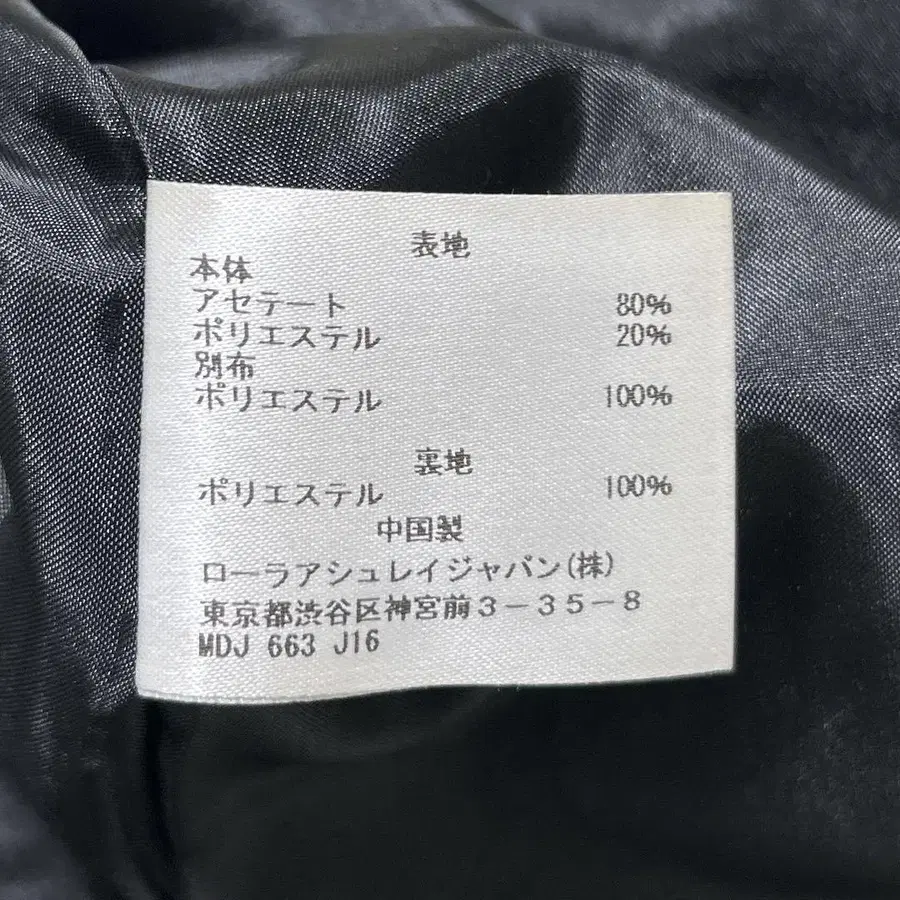 表地
本体
アセテート 80%
ポリエステル 20%
別布
ポリエステル 100%
裏地
ポリエステル 100%
中国製
ローラアシュレイジャパン(株)
東京都渋谷区神宮前3-35-8
MDJ 663 J16